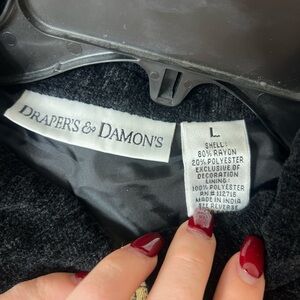 DRAPER'S & DAMON'S
L
SHELL:
80% RAYON
20% POLYESTER
EXCLUSIVE OF
DECORATION
LINING:
100% POLYESTER
RN # 112716
MADE IN INDIA
SEE REVERSE